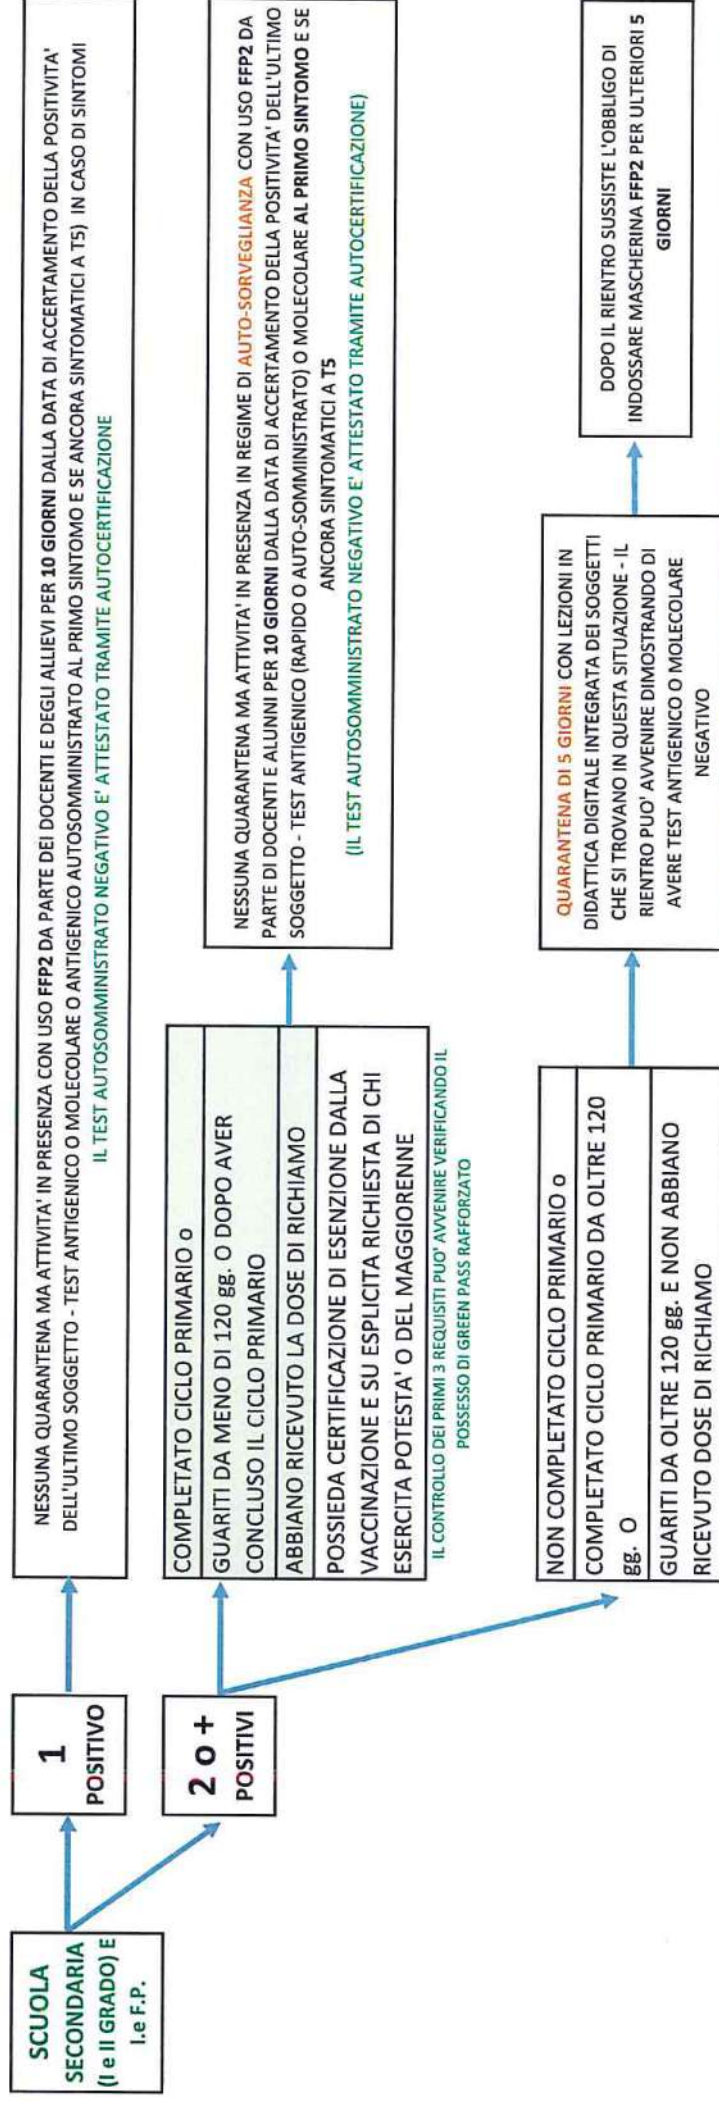 SCUOLA
SECONDARIA
(I e II GRADO) E
I.e F.P.
1
POSITIVO
NESSUNA QUARANTENA MA ATTIVITA' IN PRESENZA CON USO FFP2 DA PARTE DEI DOCENTI E DEGLI ALLIEVI PER 10 GIORNI DALLA DATA DI ACCERTAMENTO DELLA POSITIVITA'
DELL'ULTIMO SOGGETTO - TEST ANTIGENICO O MOLECOLARE O ANTIGENICO AUTOSOMMINISTRATO AL PRIMO SINTOMO E SE ANCORA SINTOMATICI A T5) IN CASO DI SINTOMI
IL TEST AUTOSOMMINISTRATO NEGATIVO E' ATTESTATO TRAMITE AUTOCERTIFICAZIONE
2 o +
POSITIVI
COMPLETATO CICLO PRIMARIO o
GUARITI DA MENO DI 120 gg. O DOPO AVER
CONCLUSO IL CICLO PRIMARIO
ABBIANO RICEVUTO LA DOSE DI RICHIAMO
POSSIEDA CERTIFICAZIONE DI ESENZIONE DALLA
VACCINAZIONE E SU ESPLICITA RICHIESTA DI CHI
ESERCITA POTESTA' O DEL MAGGIORENNE
IL CONTROLLO DEI PRIMI 3 REQUISITI PUO' AVVENIRE VERIFICANDO IL
POSSESSO DI GREEN PASS RAFFORZATO
NESSUNA QUARANTENA MA ATTIVITA' IN PRESENZA IN REGIME DI AUTO-SORVEGLIANZA CON USO FFP2 DA
PARTE DI DOCENTI E ALUNNI PER 10 GIORNI DALLA DATA DI ACCERTAMENTO DELLA POSITIVITA' DELL'ULTIMO
SOGGETTO - TEST ANTIGENICO (RAPIDO O AUTO-SOMMINISTRATO) O MOLECOLARE AL PRIMO SINTOMO E SE
ANCORA SINTOMATICI A T5
(IL TEST AUTOSOMMINISTRATO NEGATIVO E' ATTESTATO TRAMITE AUTOCERTIFICAZIONE)
NON COMPLETATO CICLO PRIMARIO o
COMPLETATO CICLO PRIMARIO DA OLTRE 120
gg. O
GUARITI DA OLTRE 120 gg. E NON ABBIANO
RICEVUTO DOSE DI RICHIAMO
QUARANTENA DI 5 GIORNI CON LEZIONI IN
DIDATTICA DIGITALE INTEGRATA DEI SOGGETTI
CHE SI TROVANO IN QUESTA SITUAZIONE - IL
RIENTRO PUO' AVVENIRE DIMOSTRANDO DI
AVERE TEST ANTIGENICO O MOLECOLARE
NEGATIVO
DOPO IL RIENTRO SUSSISTE L'OBBLIGO DI
INDOSSARE MASCHERINA FFP2 PER ULTERIORI 5
GIORNI